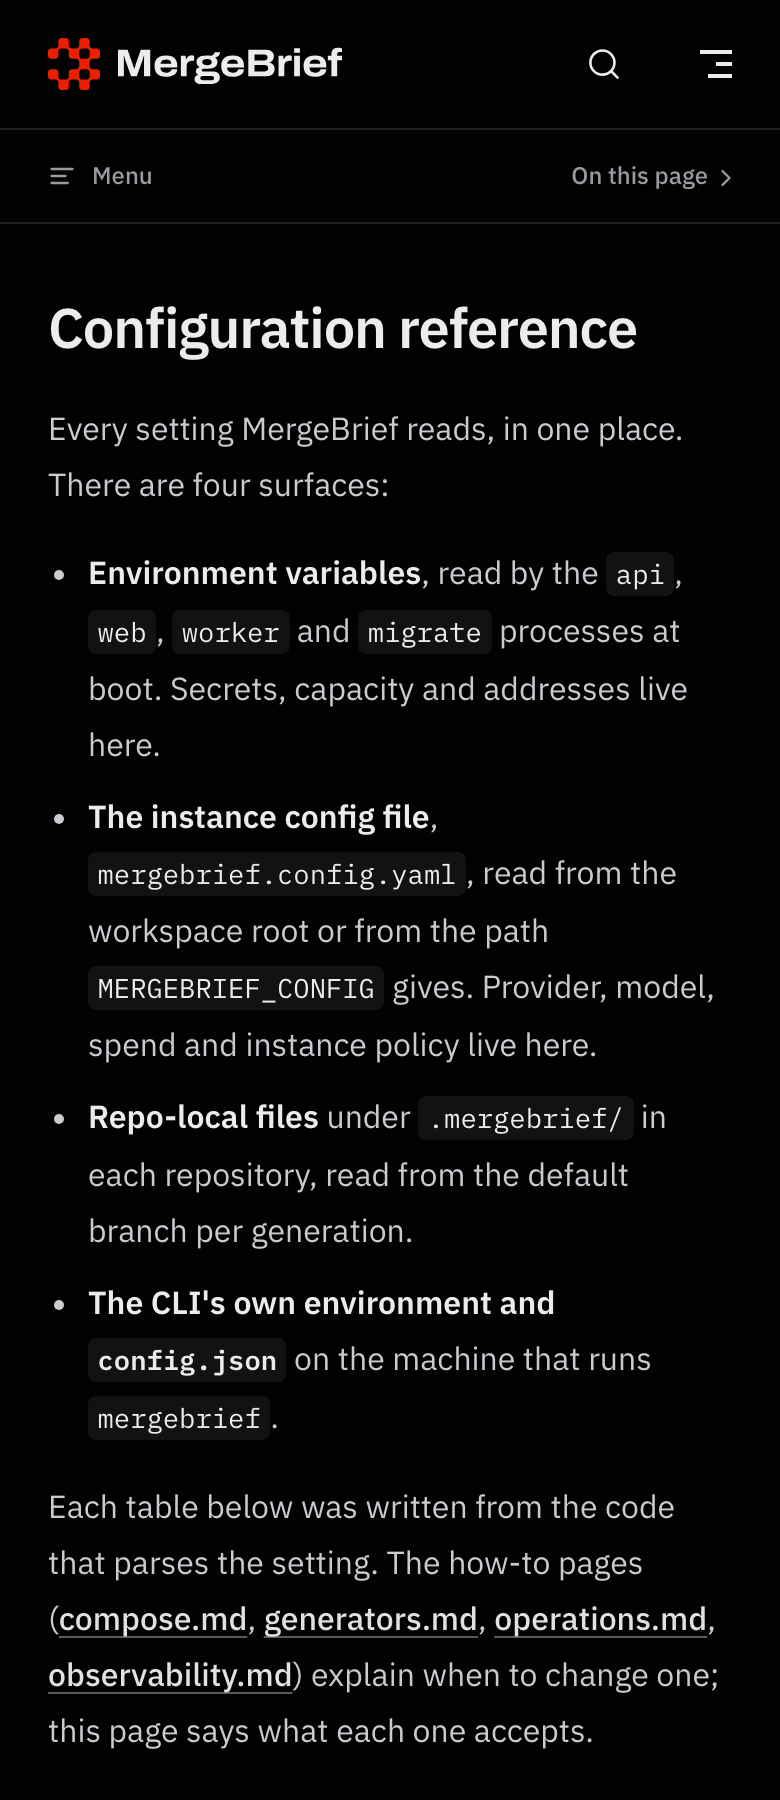 MergeBrief
Menu
On this page
Configuration reference
Every setting MergeBrief reads, in one place.
There are four surfaces:
Environment variables, read by the api,
web, worker and migrate processes at
boot. Secrets, capacity and addresses live
here.
The instance config file,
mergebrief.config.yaml, read from the
workspace root or from the path
MERGEBRIEF_CONFIG gives. Provider, model,
spend and instance policy live here.
Repo-local files under .mergebrief/ in
each repository, read from the default
branch per generation.
The CLI's own environment and
config.json on the machine that runs
mergebrief.
Each table below was written from the code
that parses the setting. The how-to pages
(compose.md, generators.md, operations.md,
observability.md) explain when to change one;
this page says what each one accepts.